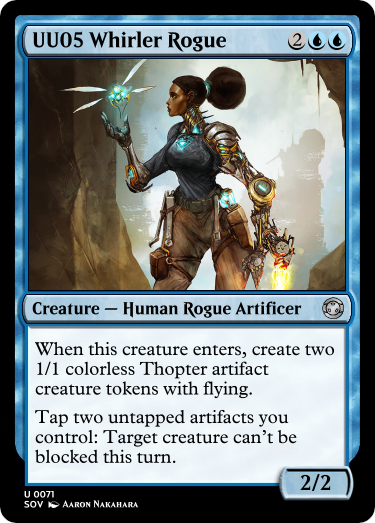 UU05 Whirler Rogue 2
Creature — Human Rogue Artificer
When this creature enters, create two
1/1 colorless Thopter artifact
creature tokens with flying.
Tap two untapped artifacts you
control: Target creature can't be
blocked this turn.
2/2
U 0071
SOV Aaron Nakahara